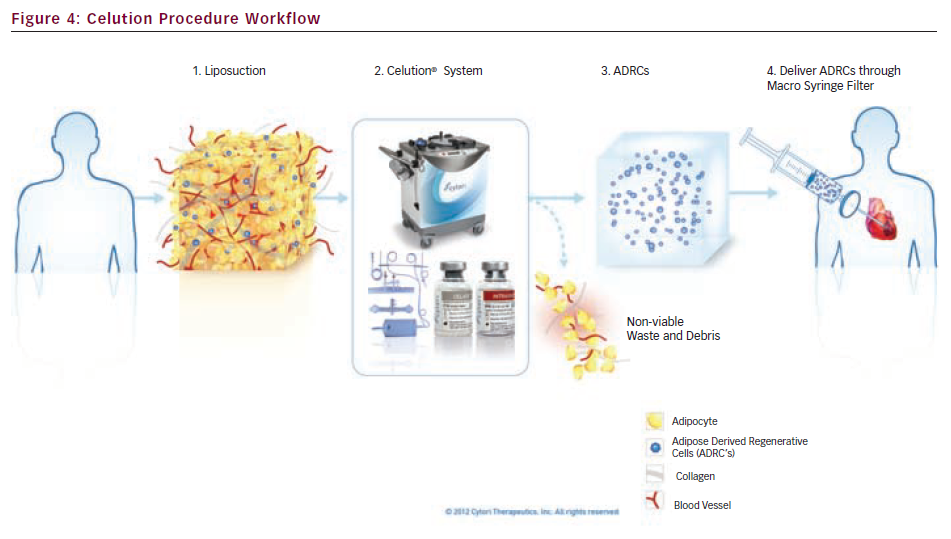 Figure 4: Celution Procedure Workflow
1. Liposuction
2. Celution® System
3. ADRCs
4. Deliver ADRCs through
Macro Syringe Filter
cytori
Non-viable
Waste and Debris
Adipocyte
Adipose Derived Regenerative
Cells (ADRC's)
Collagen
Blood Vessel
© 2012 Cytori Therapeutics, Inc. All rights reserved